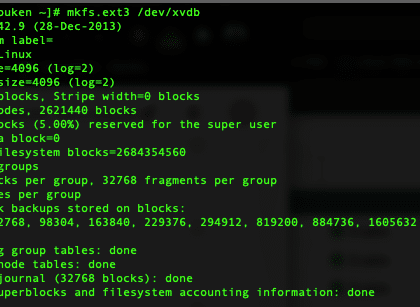 ouken ~]# mkfs.ext3 /dev/xvdb
42.9 (28-Dec-2013)
m label=
Linux
e=4096 (log=2)
size=4096 (log=2)
blocks, Stripe width=0 blocks
odes, 2621440 blocks
ocks (5.00%) reserved for the super user
a block=0
ilesystem blocks=2684354560
groups
cks per group, 32768 fragments per group
es per group
k backups stored on blocks:
2768, 98304, 163840, 229376, 294912, 819200, 884736, 1605632
g group tables: done
node tables: done
journal (32768 blocks): done
uperblocks and filesystem accounting information: done